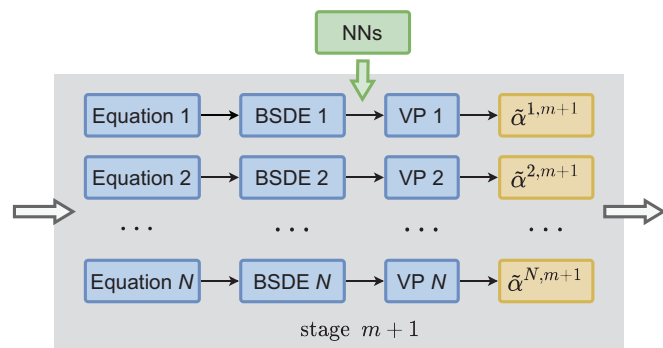 NNs
Equation 1 BSDE 1 VP 1 α̃^{1,m+1}
Equation 2 BSDE 2 VP 2 α̃^{2,m+1}
... ... ... ...
Equation N BSDE N VP N α̃^{N,m+1}
stage m + 1